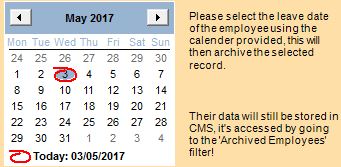 May 2017
Mon Tue Wed Thu Fri Sat Sun
24 25 26 27 28 29 30
1 2 3 4 5 6 7
8 9 10 11 12 13 14
15 16 17 18 19 20 21
22 23 24 25 26 27 28
29 30 31 1 2 3 4
Today: 03/05/2017
Please select the leave date
of the employee using the
calender provided, this will
then archive the selected
record.
Their data will still be stored in
CMS, it's accessed by going
to the 'Archived Employees'
filter!